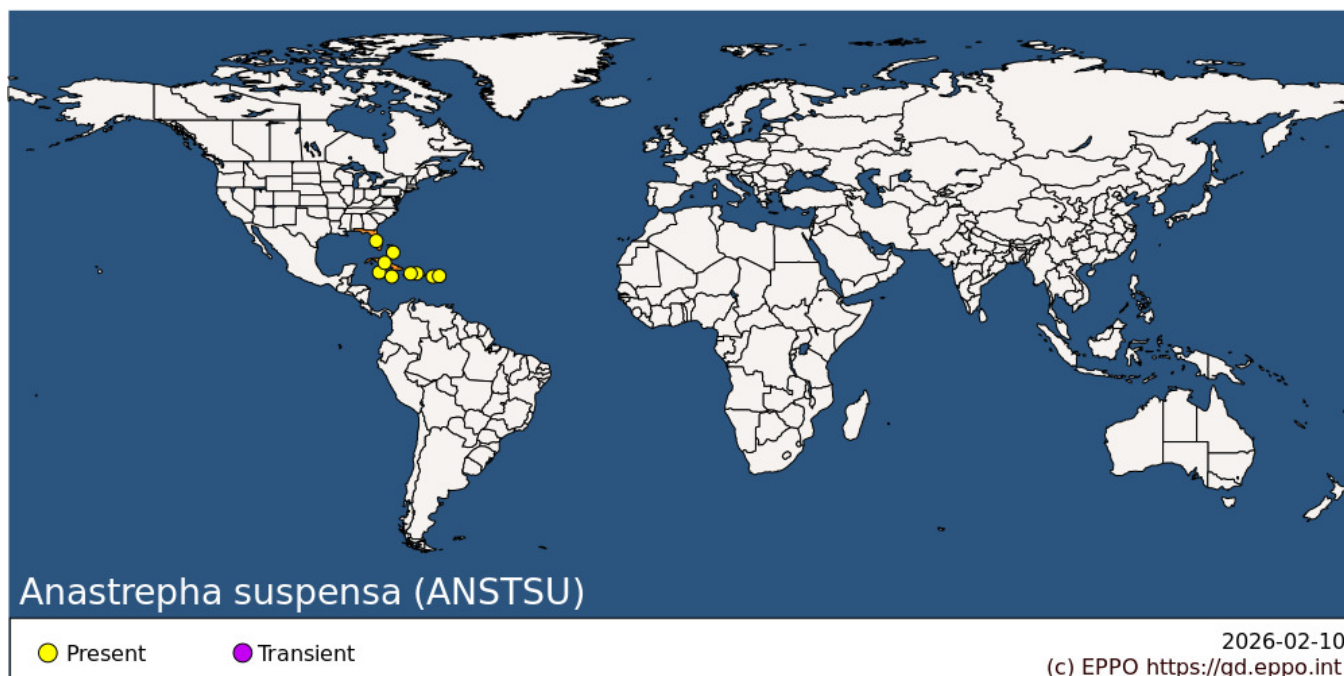 Anastrepha suspensa (ANSTSU)
Present
Transient
2026-02-10
(c) EPPO https://gd.eppo.int